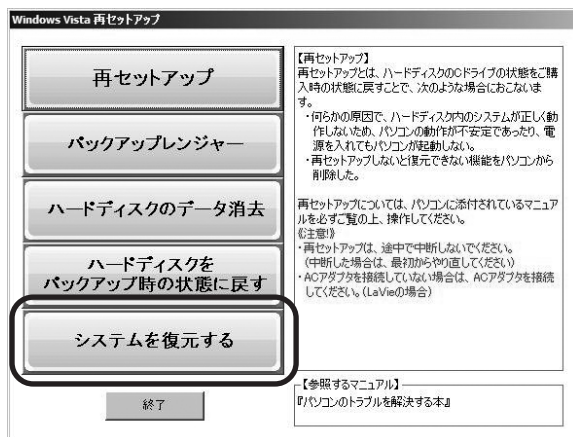 Windows Vista 再セットアップ
再セットアップ
バックアップレンジャー
ハードディスクのデータ消去
ハードディスクを
バックアップ時の状態に戻す
システムを復元する
終了
【再セットアップ】
再セットアップとは、ハードディスクのCドライブの状態をご購
入時の状態に戻すことで、次のような場合におこないま
す。
・何らかの原因で、ハードディスク内のシステムが正しく動
作しないため、パソコンの動作が不安定であったり、電
源を入れてもパソコンが起動しない。
・再セットアップしないと復元できない機能をパソコンから
削除した。
再セットアップについては、パソコンに添付されているマニュア
ルを必ずご覧の上、操作してください。
《注意!》
・再セットアップは、途中で中断しないでください。
(中断した場合は、最初からやり直してください)
・ACアダプタを接続していない場合は、ACアダプタを接続
してください。(LaVieの場合)
【参照するマニュアル】
『パソコンのトラブルを解決する本』